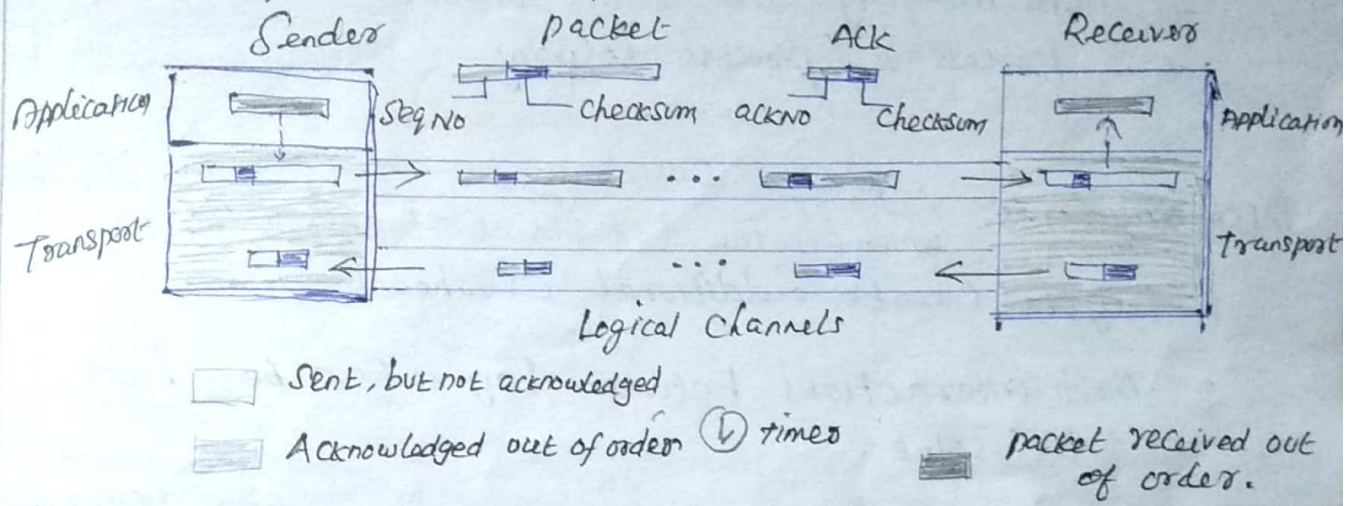 Sender packet Ack Receiver
Application Seq No checksum ackNo checksum Application
Transport Transport
Logical Channels
Sent, but not acknowledged
Acknowledged out of order timer
packet received out
of order.